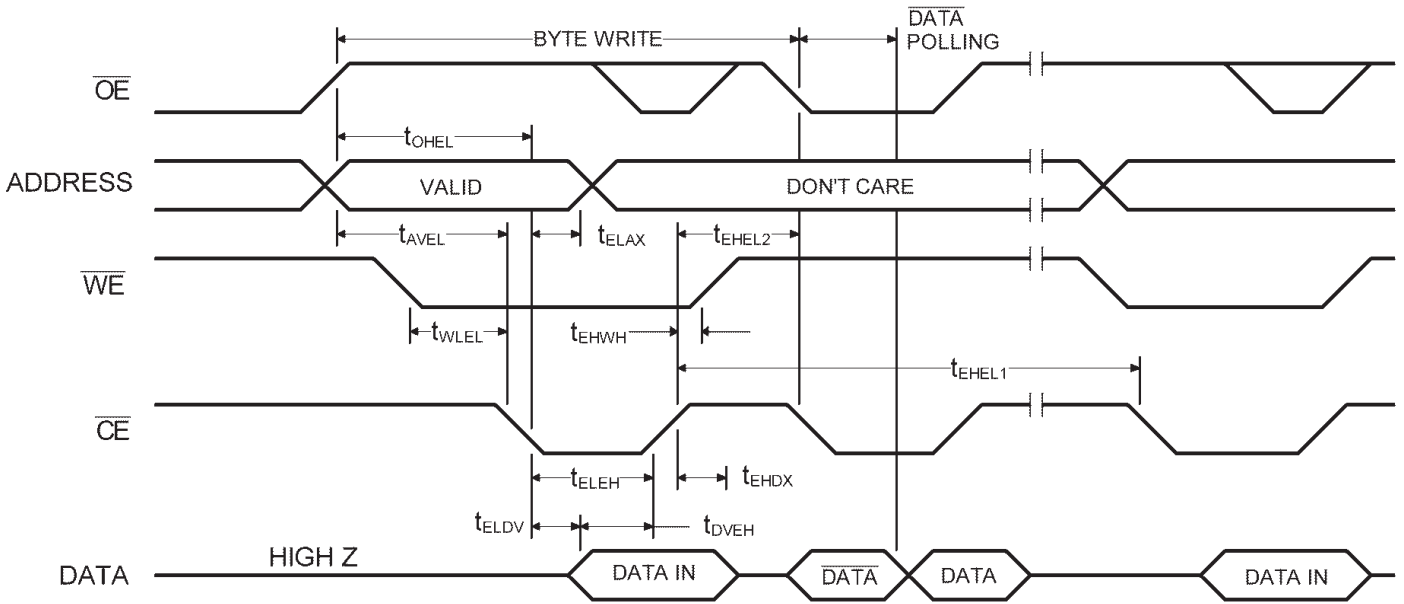 DATA
BYTE WRITE
POLLING
OE
tOHEL
ADDRESS
VALID
DON'T CARE
tAVEL
tELAX
tEHEL2
WE
tWLEL
tEHWH
tEHEL1
CE
tELEH
tEHDX
tELDV
tDVEH
HIGH Z
DATA
DATA IN
DATA
DATA
DATA IN